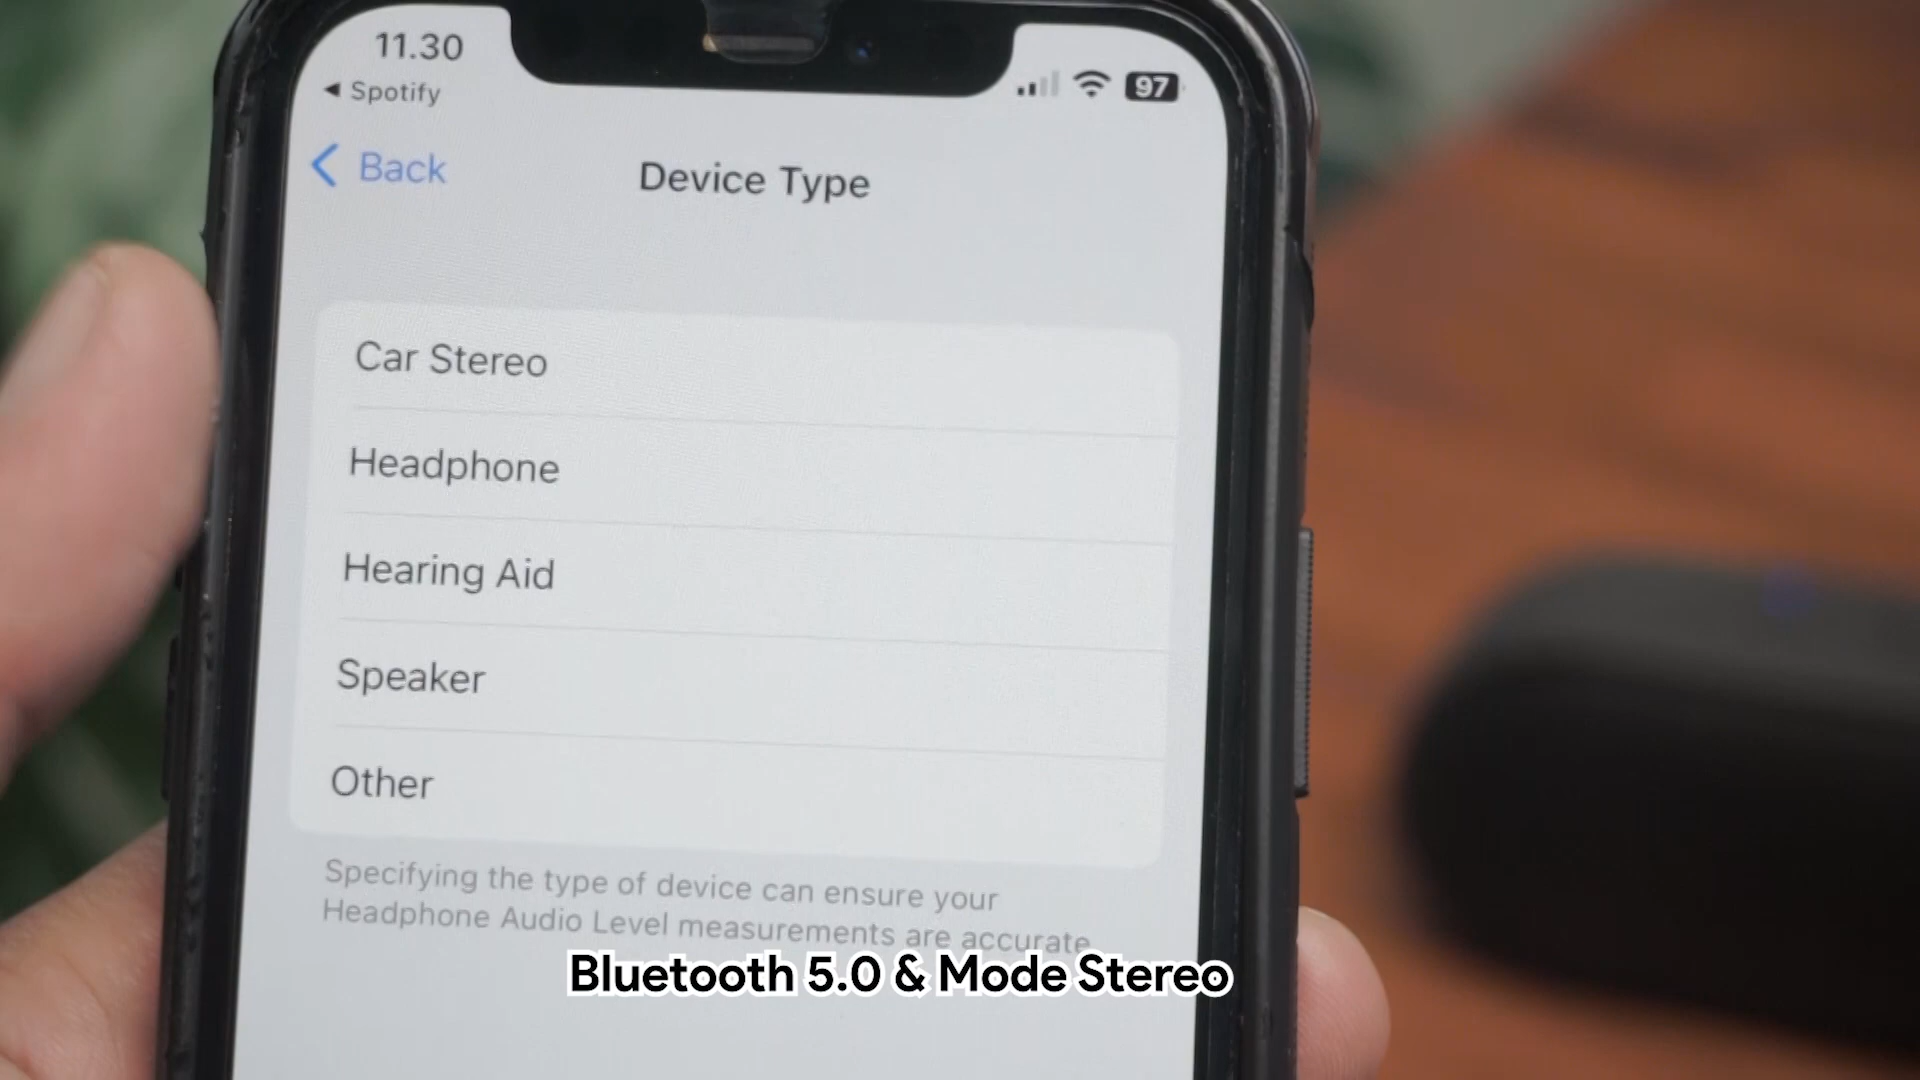 11.30
◀ Spotify
97
Back
Device Type
Car Stereo
Headphone
Hearing Aid
Speaker
Other
Specifying the type of device can ensure your
Headphone Audio Level measurements are accurate.
Bluetooth 5.0 & Mode Stereo